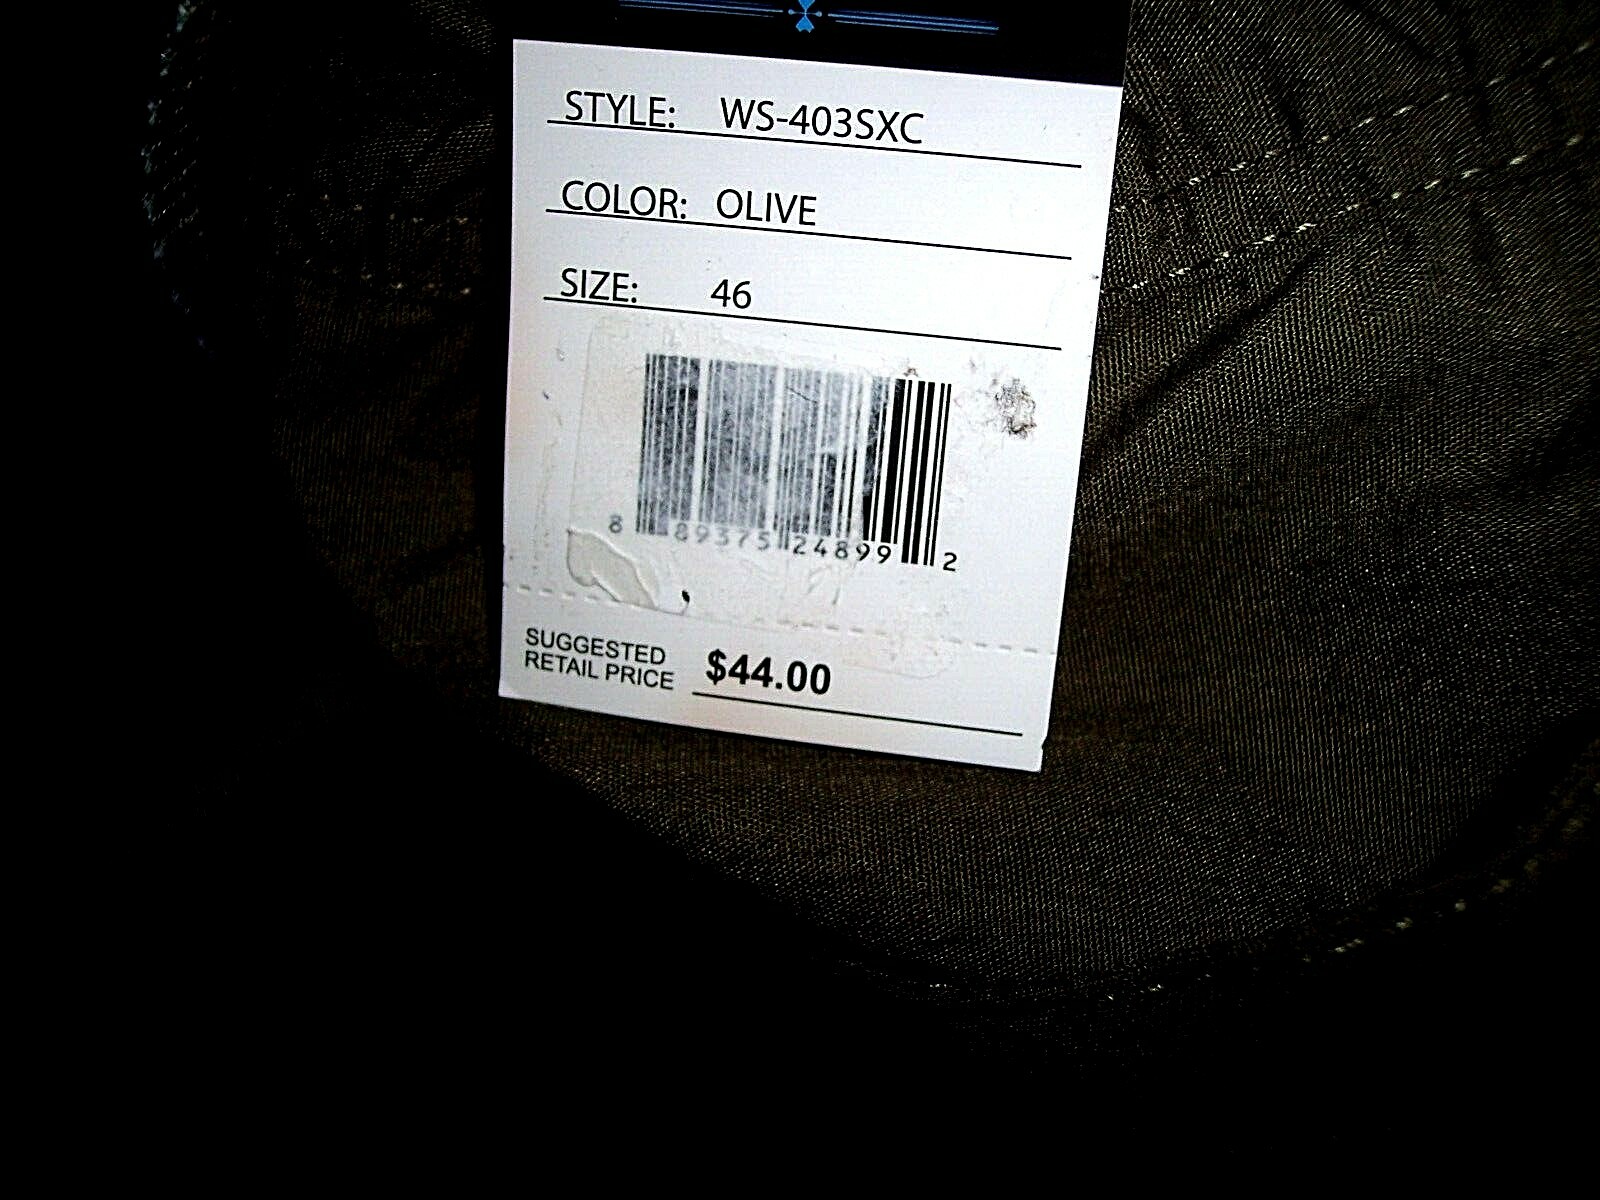 STYLE: WS-403SXC
COLOR: OLIVE
SIZE: 46
8 89375 24899 2
SUGGESTED
RETAIL PRICE $44.00